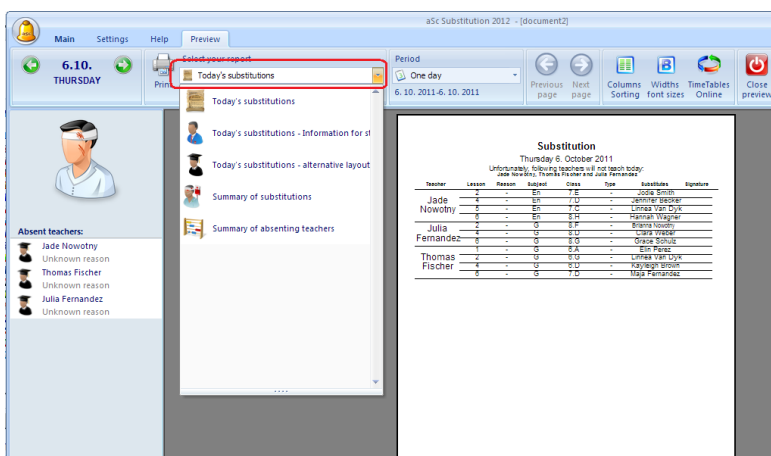 aSc Substitution 2012 - [document2]
Main Settings Help Preview
6.10.
THURSDAY
Print
Select your report
Today's substitutions
Period
One day
6. 10. 2011-6. 10. 2011
Previous page
Next page
Columns Sorting
Widths font sizes
TimeTables Online
Close preview
Today's substitutions
Today's substitutions - Information for st
Today's substitutions - alternative layout
Summary of substitutions
Summary of absenting teachers
Absent teachers:
Jade Nowotny
Unknown reason
Thomas Fischer
Unknown reason
Julia Fernandez
Unknown reason
Substitution
Thursday 6. October 2011
Unfortunately, following teachers will not teach today:
Jade Nowotny, Thomas Fischer and Julia Fernandez
Teacher Lesson Reason Subject Class Type Substitutes Signature
Jade Nowotny
2 - En 7.E - Jodie Smith
4 - En 7.D - Jennifer Becker
5 - En 7.C - Linnea Van Dyk
6 - En 8.H - Hannah Wagner
Julia Fernandez
2 - G 8.F - Brianna Nowotny
4 - G 8.D - Clara Weber
6 - G 8.G - Grace Schulz
Thomas Fischer
1 - G 6.A - Elin Perez
2 - G 6.G - Linnea Van Dyk
4 - G 6.D - Kayleigh Brown
6 - G 7.D - Maja Fernandez